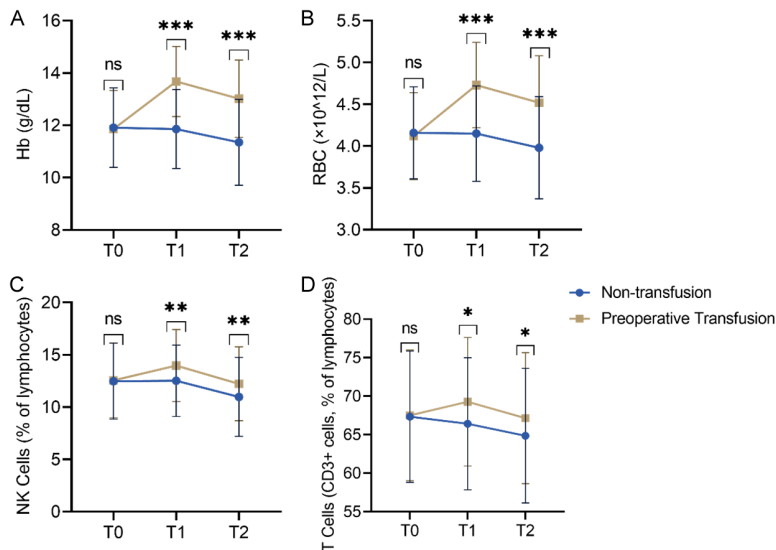 A
Hb (g/dL)
16
14
12
10
8
ns
***
***
T0
T1
T2
B
RBC (×10^12/L)
5.5
5.0
4.5
4.0
3.5
3.0
ns
***
***
T0
T1
T2
C
NK Cells (% of lymphocytes)
20
15
10
5
0
ns
**
**
T0
T1
T2
D
T Cells (CD3+ cells, % of lymphocytes)
80
75
70
65
60
55
ns
*
*
T0
T1
T2
Non-transfusion
Preoperative Transfusion